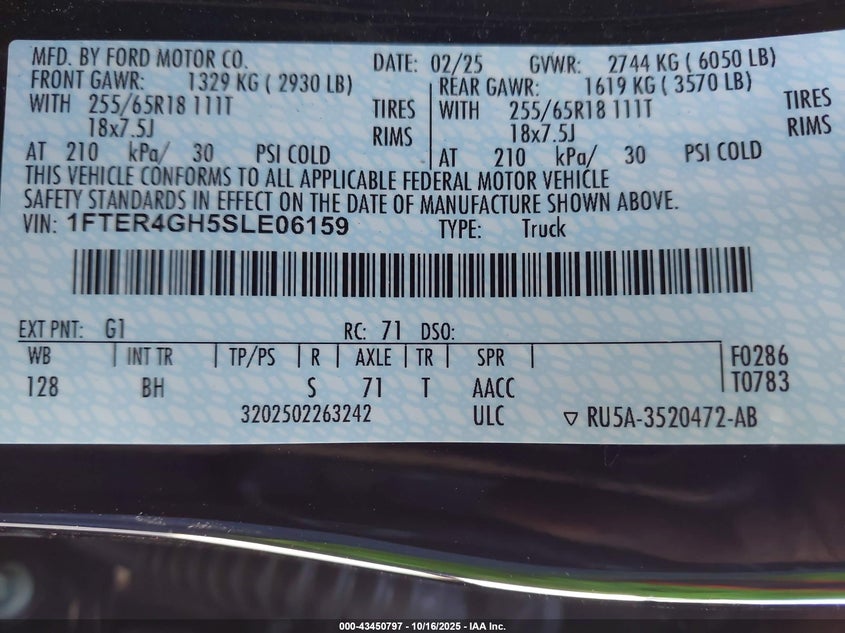 MFD. BY FORD MOTOR CO. DATE: 02/25 GVWR: 2744 KG ( 6050 LB)
FRONT GAWR: 1329 KG ( 2930 LB) REAR GAWR: 1619 KG ( 3570 LB)
WITH 255/65R18 111T TIRES WITH 255/65R18 111T TIRES
18x7.5J RIMS 18x7.5J RIMS
AT 210 kPa/ 30 PSI COLD AT 210 kPa/ 30 PSI COLD
THIS VEHICLE CONFORMS TO ALL APPLICABLE FEDERAL MOTOR VEHICLE
SAFETY STANDARDS IN EFFECT ON THE DATE OF MANUFACTURE SHOWN ABOVE.
VIN: 1FTER4GH5SLE06159 TYPE: Truck
EXT PNT: G1 RC: 71 DSO:
WB INT TR TP/PS R AXLE TR SPR F0286
128 BH S 71 T AACC T0783
3202502263242 ULC ▽ RU5A-3520472-AB
000-43450797 - 10/16/2025 - IAA Inc.